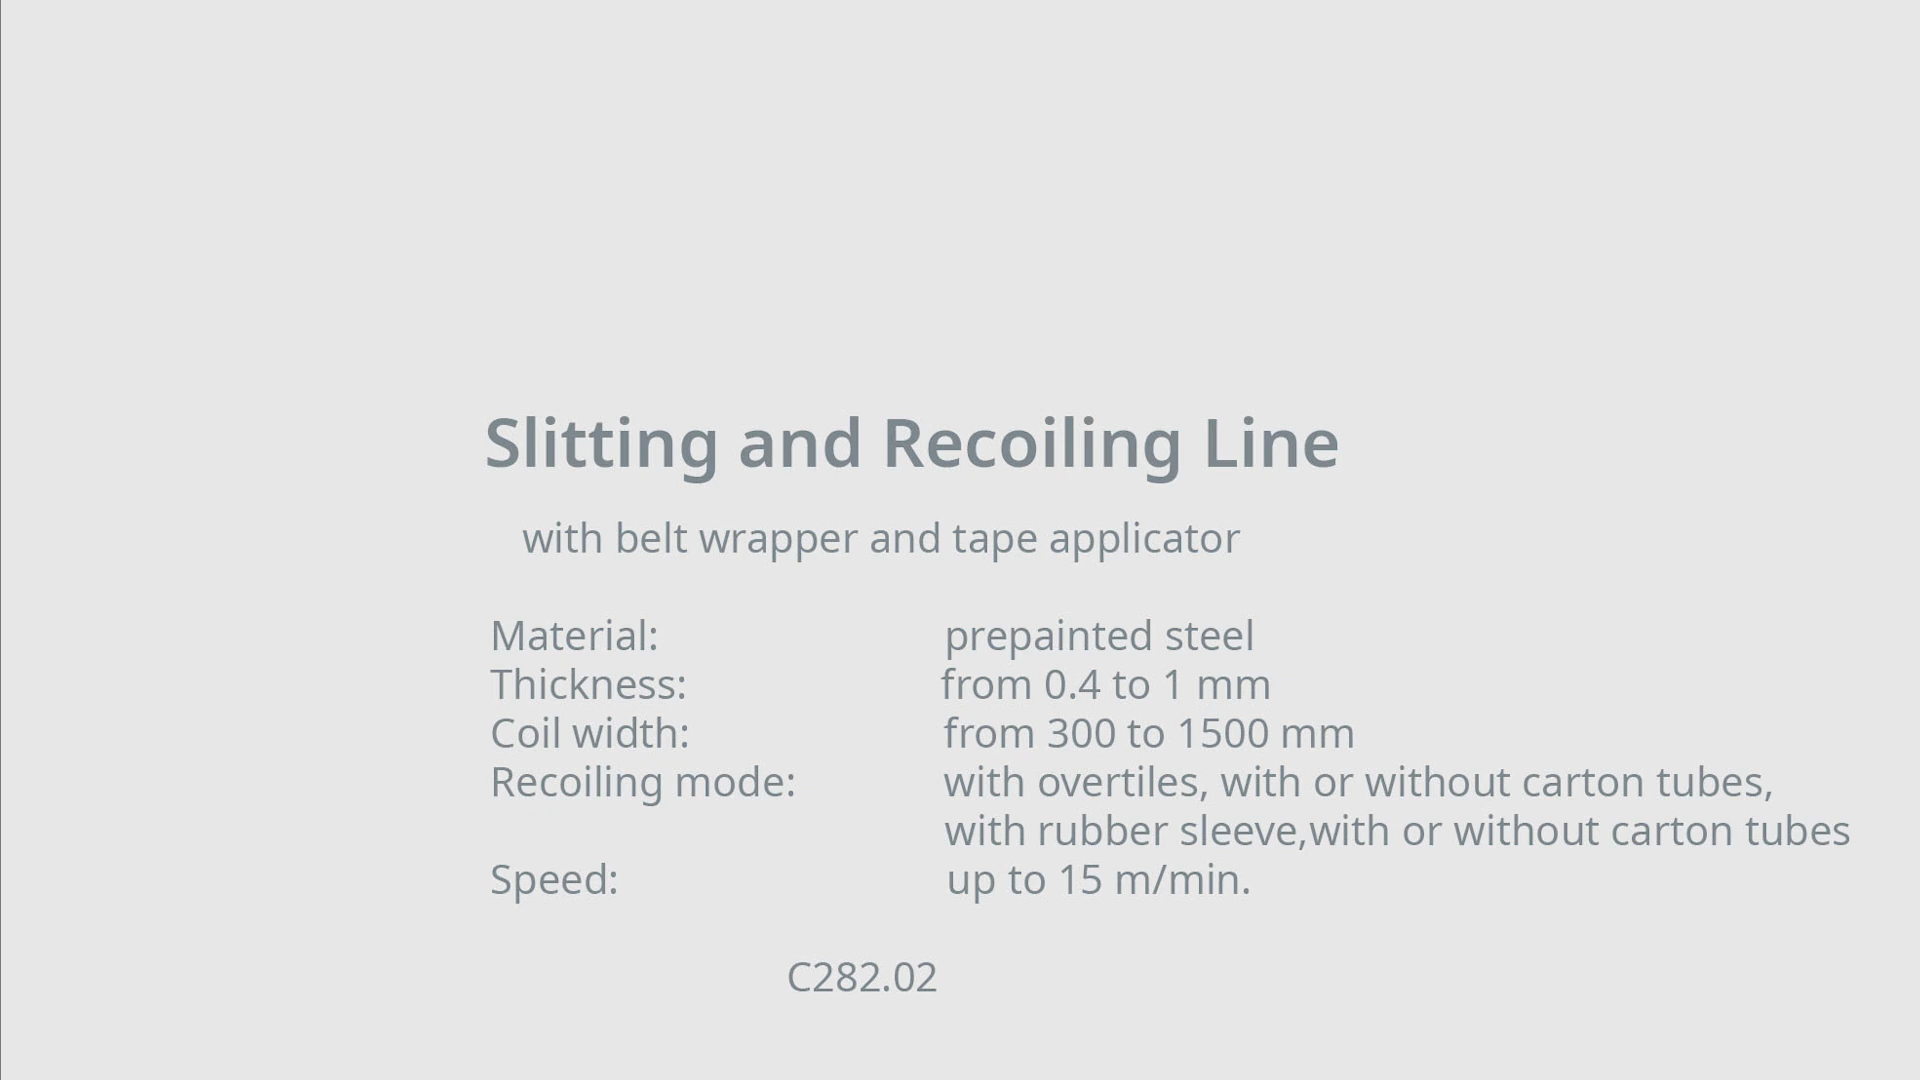 Slitting and Recoiling Line
with belt wrapper and tape applicator
Material: prepainted steel
Thickness: from 0.4 to 1 mm
Coil width: from 300 to 1500 mm
Recoiling mode: with overtiles, with or without carton tubes,
with rubber sleeve,with or without carton tubes
Speed: up to 15 m/min.
C282.02